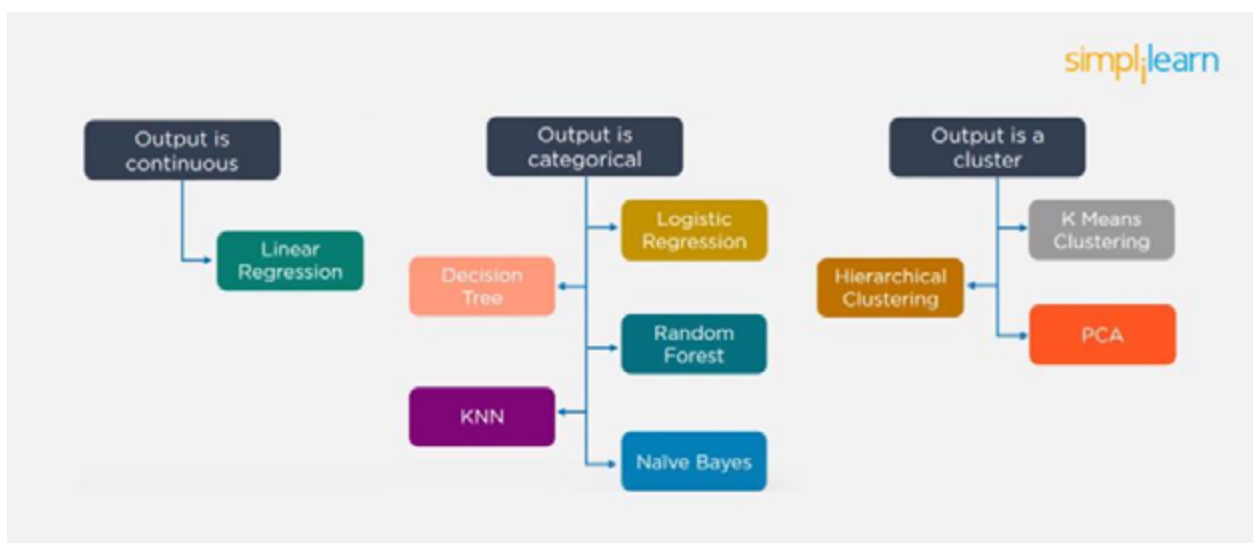 simplilearn
Output is
continuous
Linear
Regression
Output is
categorical
Logistic
Regression
Decision
Tree
Random
Forest
KNN
Naïve Bayes
Output is a
cluster
K Means
Clustering
Hierarchical
Clustering
PCA